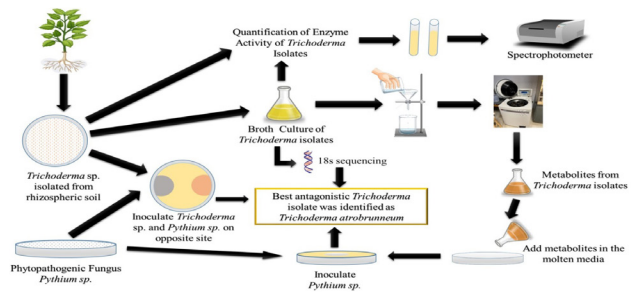 Quantification of Enzyme
Activity of Trichoderma
Isolates
Spectrophotometer
Broth Culture of
Trichoderma isolates
Trichoderma sp.
isolated from
rhizospheric soil
18s sequencing
Metabolites from
Trichoderma isolates
Inoculate Trichoderma
sp. and Pythium sp. on
opposite site
Best antagonistic Trichoderma
isolate was identified as
Trichoderma atrobrunneum
Add metabolites in the
molten media
Phytopathogenic Fungus
Pythium sp.
Inoculate
Pythium sp.